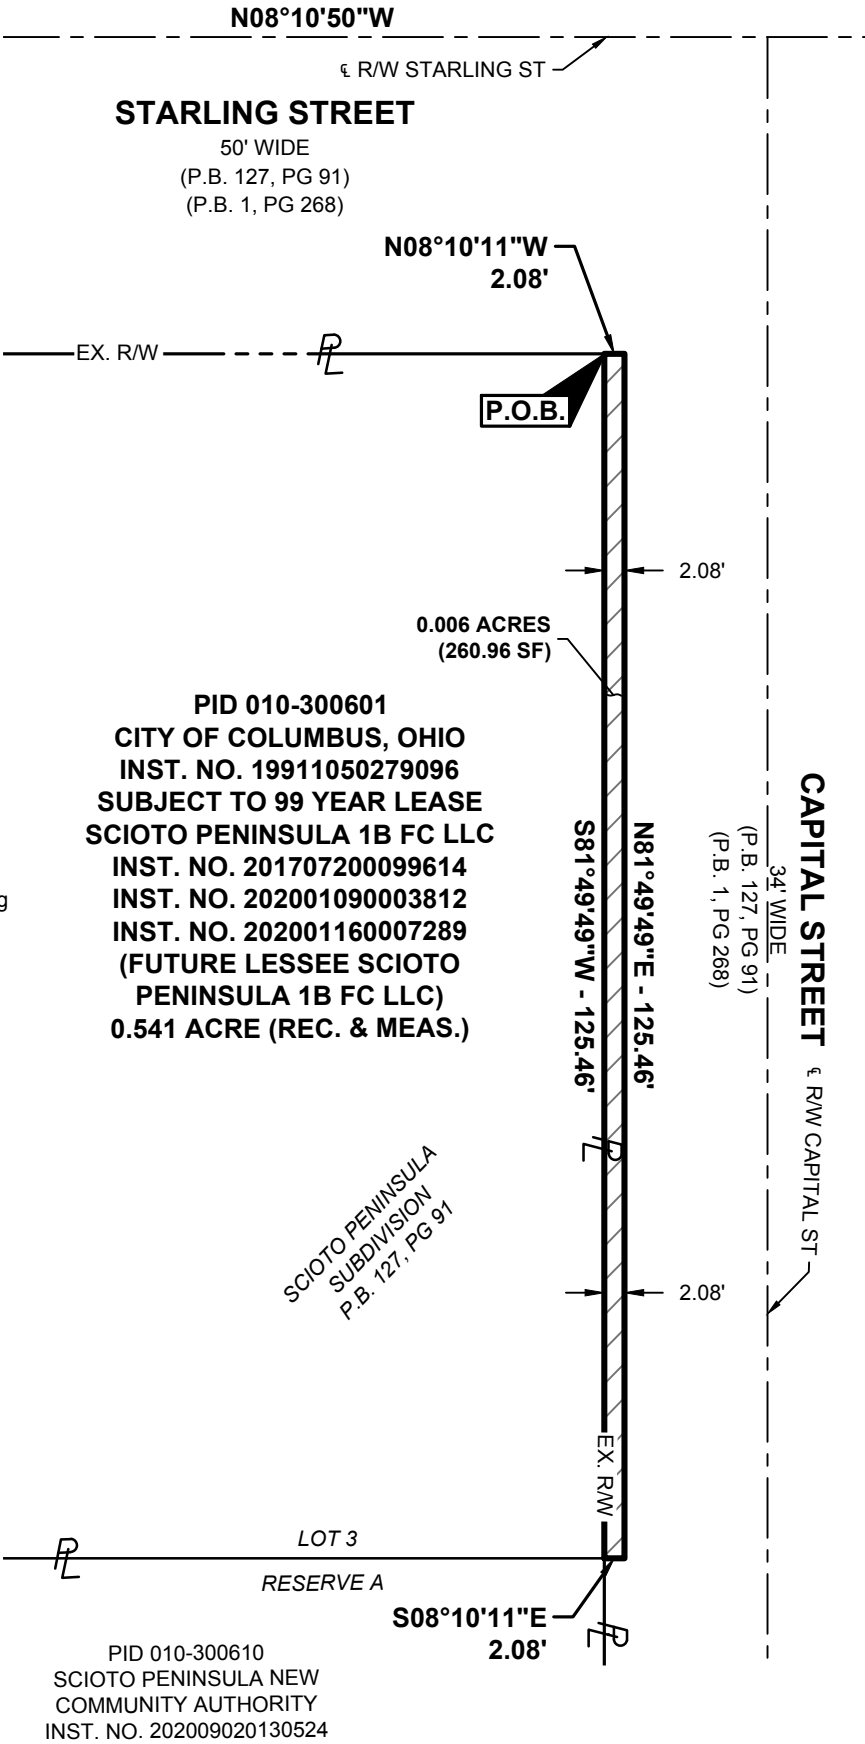 N08°10'50"W
℄ R/W STARLING ST
STARLING STREET
50' WIDE
(P.B. 127, PG 91)
(P.B. 1, PG 268)
N08°10'11"W
2.08'
EX. R/W
PL
P.O.B.
2.08'
0.006 ACRES
(260.96 SF)
PID 010-300601
CITY OF COLUMBUS, OHIO
INST. NO. 19911050279096
SUBJECT TO 99 YEAR LEASE
SCIOTO PENINSULA 1B FC LLC
INST. NO. 201707200099614
INST. NO. 202001090003812
INST. NO. 202001160007289
(FUTURE LESSEE SCIOTO
PENINSULA 1B FC LLC)
0.541 ACRE (REC. & MEAS.)
g
S81°49'49"W - 125.46'
N81°49'49"E - 125.46'
CAPITAL STREET
34' WIDE
(P.B. 127, PG 91)
(P.B. 1, PG 268)
℄ R/W CAPITAL ST
PL
SCIOTO PENINSULA
SUBDIVISION
P.B. 127, PG 91
2.08'
EX. R/W
LOT 3
PL
RESERVE A
S08°10'11"E
2.08'
PL
PID 010-300610
SCIOTO PENINSULA NEW
COMMUNITY AUTHORITY
INST. NO. 202009020130524